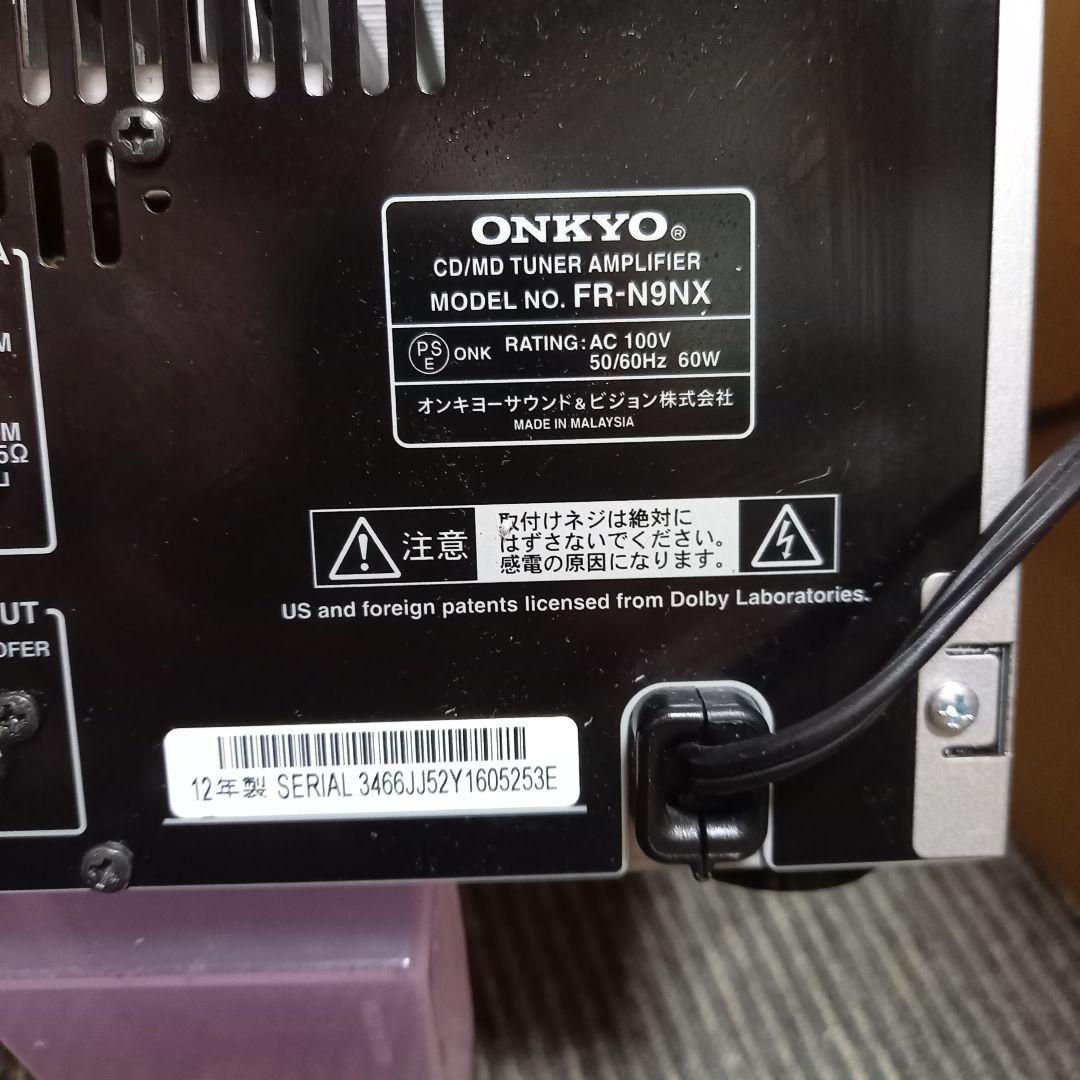 ONKYO®
CD/MD TUNER AMPLIFIER
MODEL NO. FR-N9NX
PSE ONK RATING: AC 100V
50/60Hz 60W
オンキヨーサウンド&ビジョン株式会社
MADE IN MALAYSIA
A
M
M
5Ω
注意
取付けネジは絶対に
はずさないでください。
感電の原因になります。
US and foreign patents licensed from Dolby Laboratories.
UT
OFER
12年製 SERIAL 3466JJ52Y1605253E